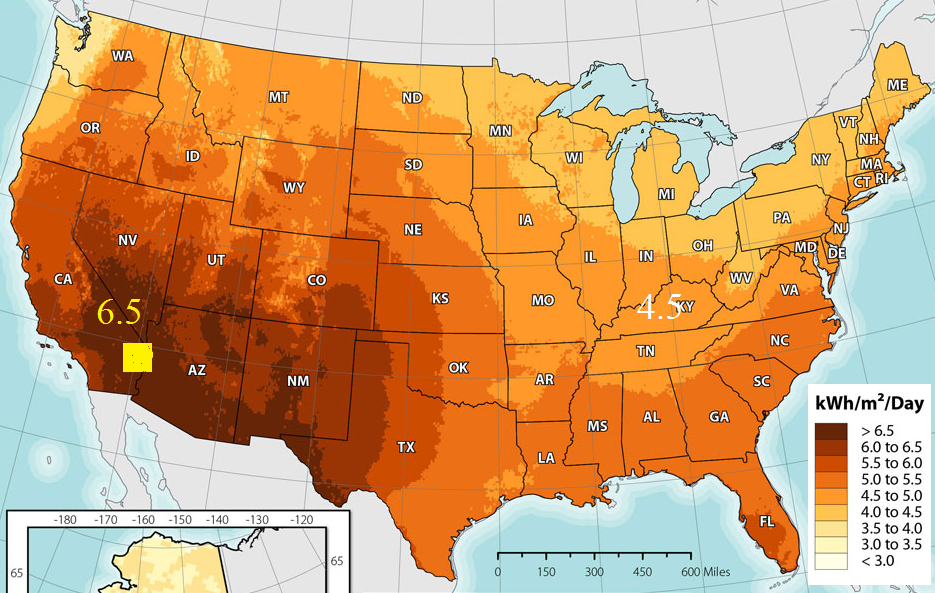 WA
MT
ND
MN
ME
VT
NH
OR
ID
SD
WI
NY
MA
CT RI
WY
MI
IA
NE
PA
NJ
NV
UT
OH
MD
DE
IL
IN
CA
CO
WV
VA
KS
MO
6.5
4.5
KY
NC
TN
AZ
NM
OK
AR
SC
MS
AL
GA
TX
LA
FL
kWh/m²/Day
> 6.5
6.0 to 6.5
5.5 to 6.0
5.0 to 5.5
4.5 to 5.0
4.0 to 4.5
3.5 to 4.0
3.0 to 3.5
< 3.0
-180 -170 -160 -150 -140 -130 -120
65 65
0 150 300 450 600 Miles